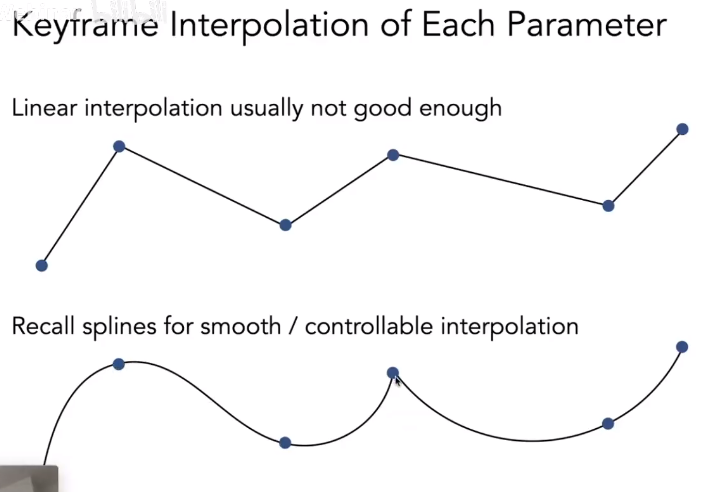 Keyframe Interpolation of Each Parameter
Linear interpolation usually not good enough
Recall splines for smooth / controllable interpolation